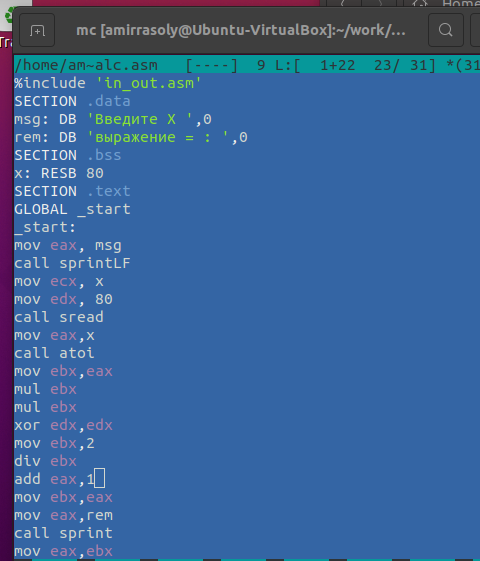 mc [amirrasoly@Ubuntu-VirtualBox]:~/work/...
/home/am~alc.asm [----] 9 L:[ 1+22 23/ 31] *(31
%include 'in_out.asm'
SECTION .data
msg: DB 'Введите X ',0
rem: DB 'выражение = : ',0
SECTION .bss
x: RESB 80
SECTION .text
GLOBAL _start
_start:
mov eax, msg
call sprintLF
mov ecx, x
mov edx, 80
call sread
mov eax,x
call atoi
mov ebx,eax
mul ebx
mul ebx
xor edx,edx
mov ebx,2
div ebx
add eax,1
mov ebx,eax
mov eax,rem
call sprint
mov eax,ebx